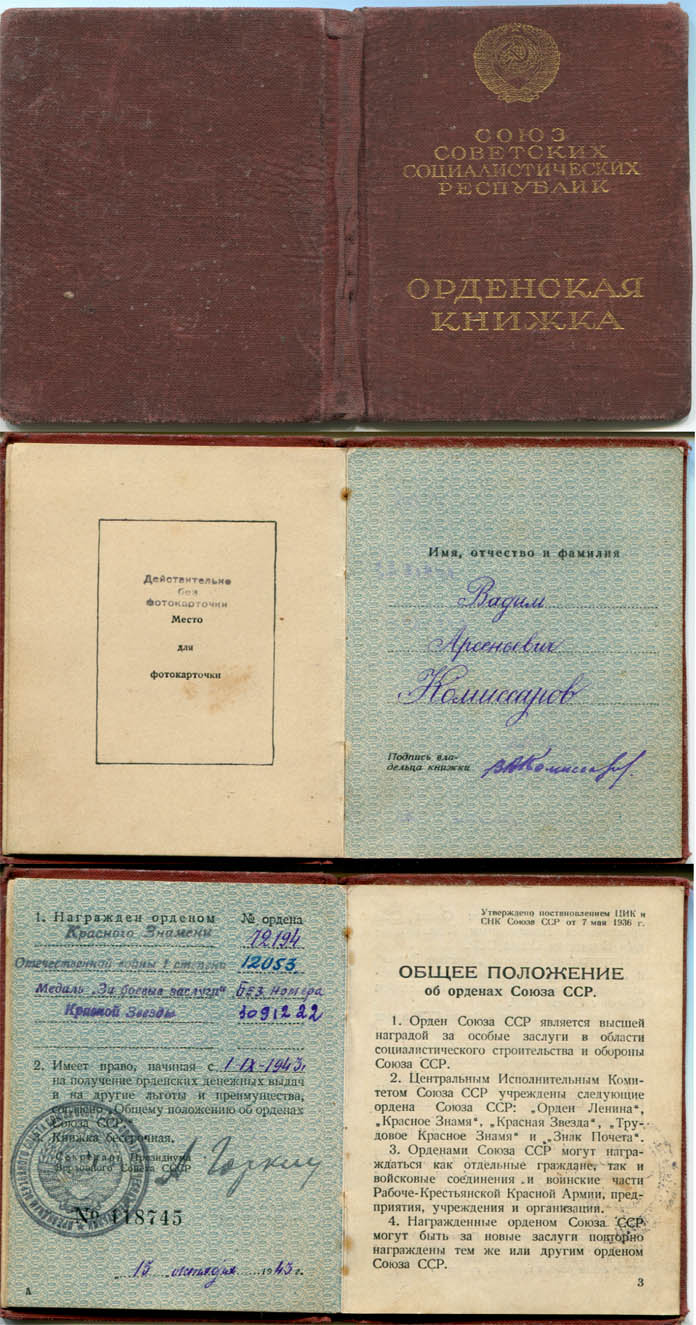 СОЮЗ
СОВЕТСКИХ
СОЦИАЛИСТИЧЕСКИХ
РЕСПУБЛИК
ОРДЕНСКАЯ
КНИЖКА
Действительно
без
фотокарточки
Место
для
фотокарточки
Имя, отчество и фамилия
Вадим
Арсеньевич
Комиссаров
Подпись вла-
дельца книжки
1. Награжден орденом № ордена
Красного Знамени 72194
Отечественной войны I степени 12053
Медаль „За боевые заслуги“ Без номера
Красной Звезды 3091222
2. Имеет право, начиная с 1-IX-1943г.
на получение орденских денежных выдач
и на другие льготы и преимущества,
согласно „Общему положению об орденах
Союза ССР“.
3. Книжка бессрочная.
Секретарь Президиума
Верховного Совета СССР
А Горкин
№ 118745
15 октября 1943 г.
Утверждено постановлением ЦИК и
СНК Союза ССР от 7 мая 1936 г.
ОБЩЕЕ ПОЛОЖЕНИЕ
об орденах Союза ССР.
1. Орден Союза ССР является высшей
наградой за особые заслуги в области
социалистического строительства и обороны
Союза ССР.
2. Центральным Исполнительным Коми-
тетом Союза ССР учреждены следующие
ордена Союза ССР: „Орден Ленина“,
„Красное Знамя“, „Красная Звезда“, „Тру-
довое Красное Знамя“ и „Знак Почета“.
3. Орденами Союза ССР могут награ-
ждаться как отдельные граждане, так и
войсковые соединения и воинские части
Рабоче-Крестьянской Красной Армии, пред-
приятия, учреждения и организации.
4. Награжденные орденом Союза ССР
могут быть за новые заслуги повторно
награждены тем же или другим орденом
Союза ССР.
3